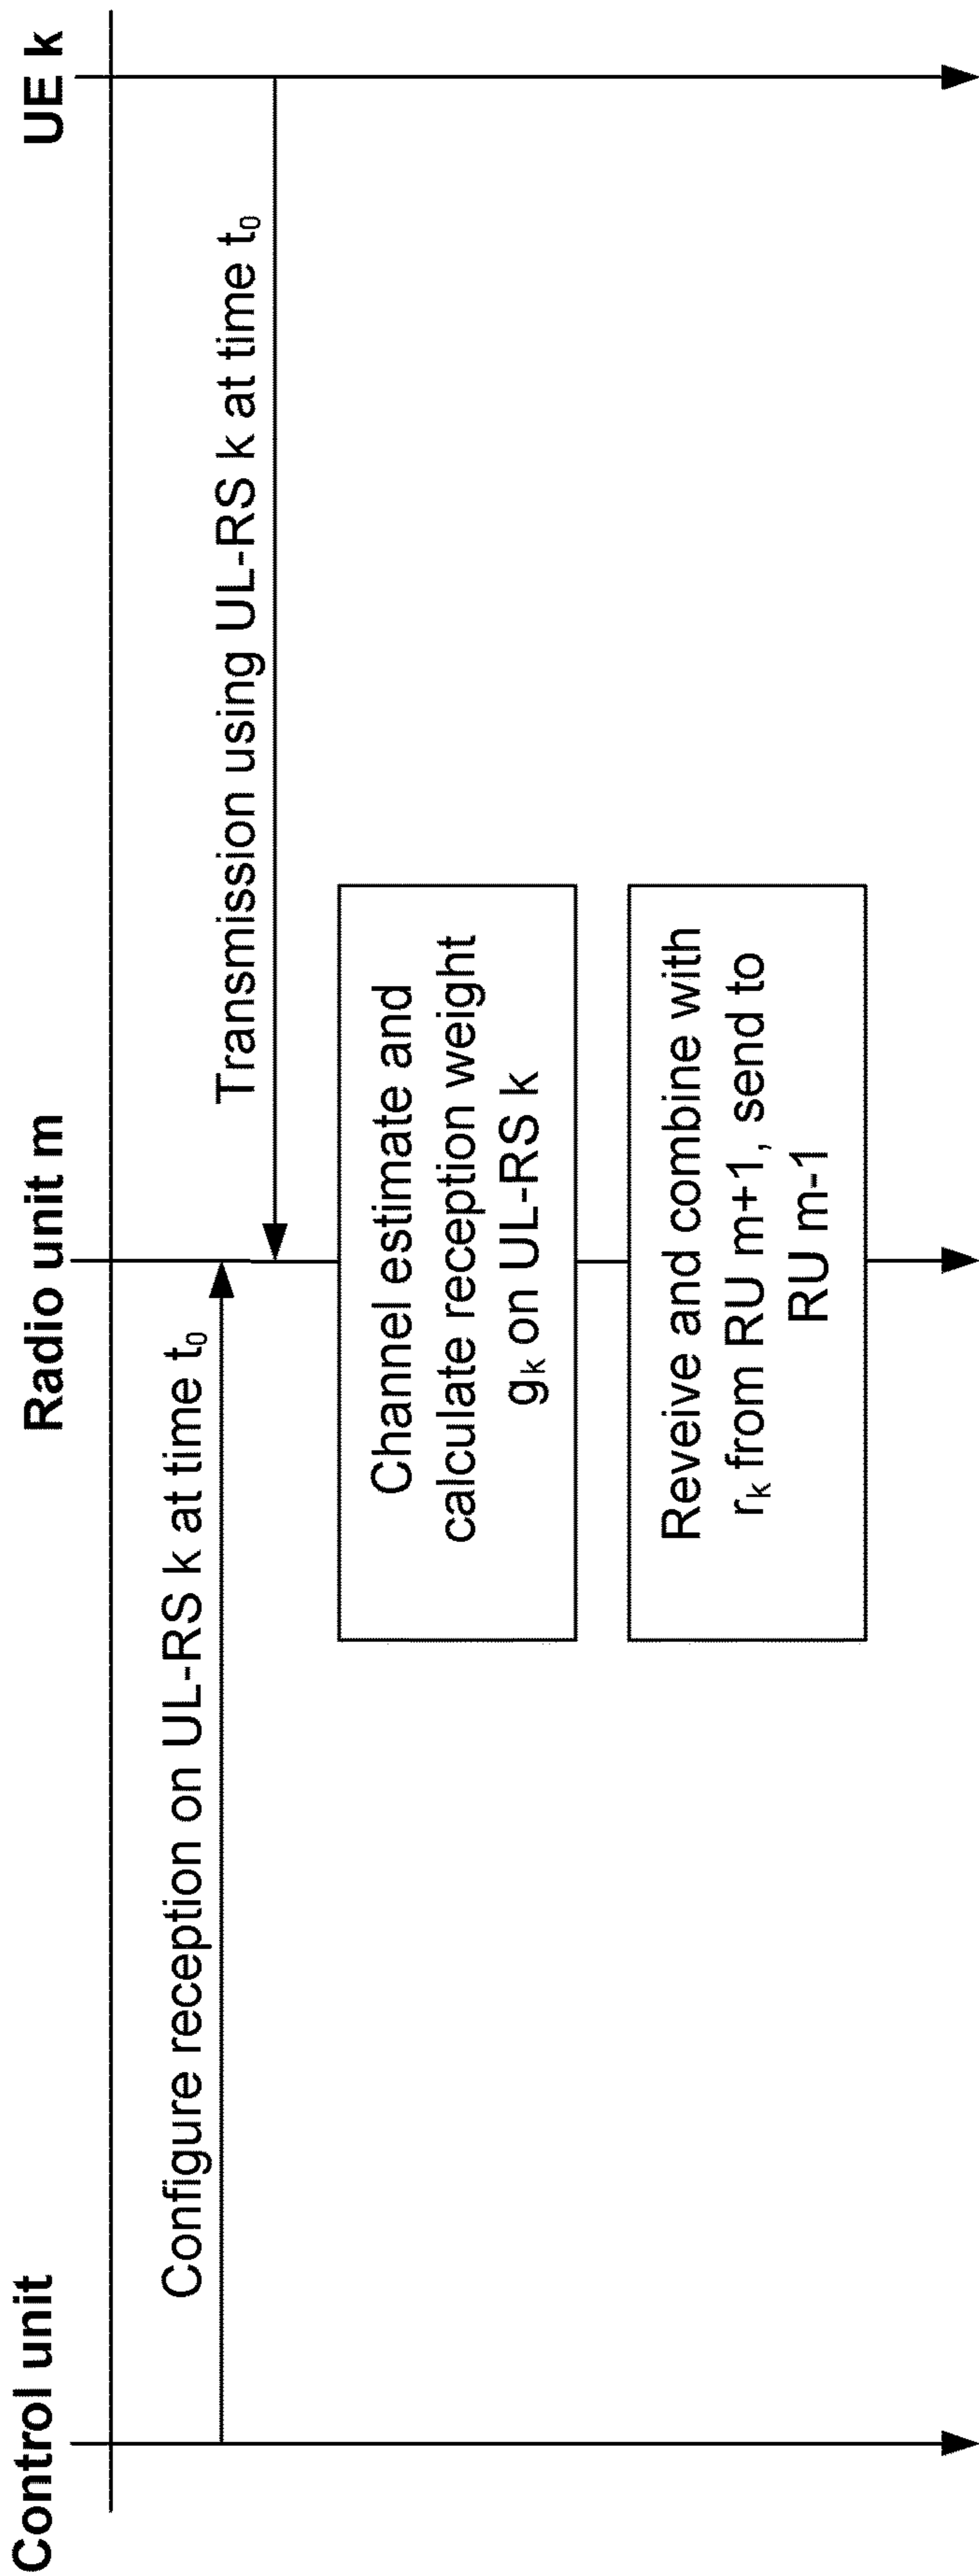 Control unit
Radio unit m
UE k
Configure reception on UL-RS k at time t₀
Transmission using UL-RS k at time t₀
Channel estimate and
calculate reception weight
gₖ on UL-RS k
Reveive and combine with
rₖ from RU m+1, send to
RU m-1